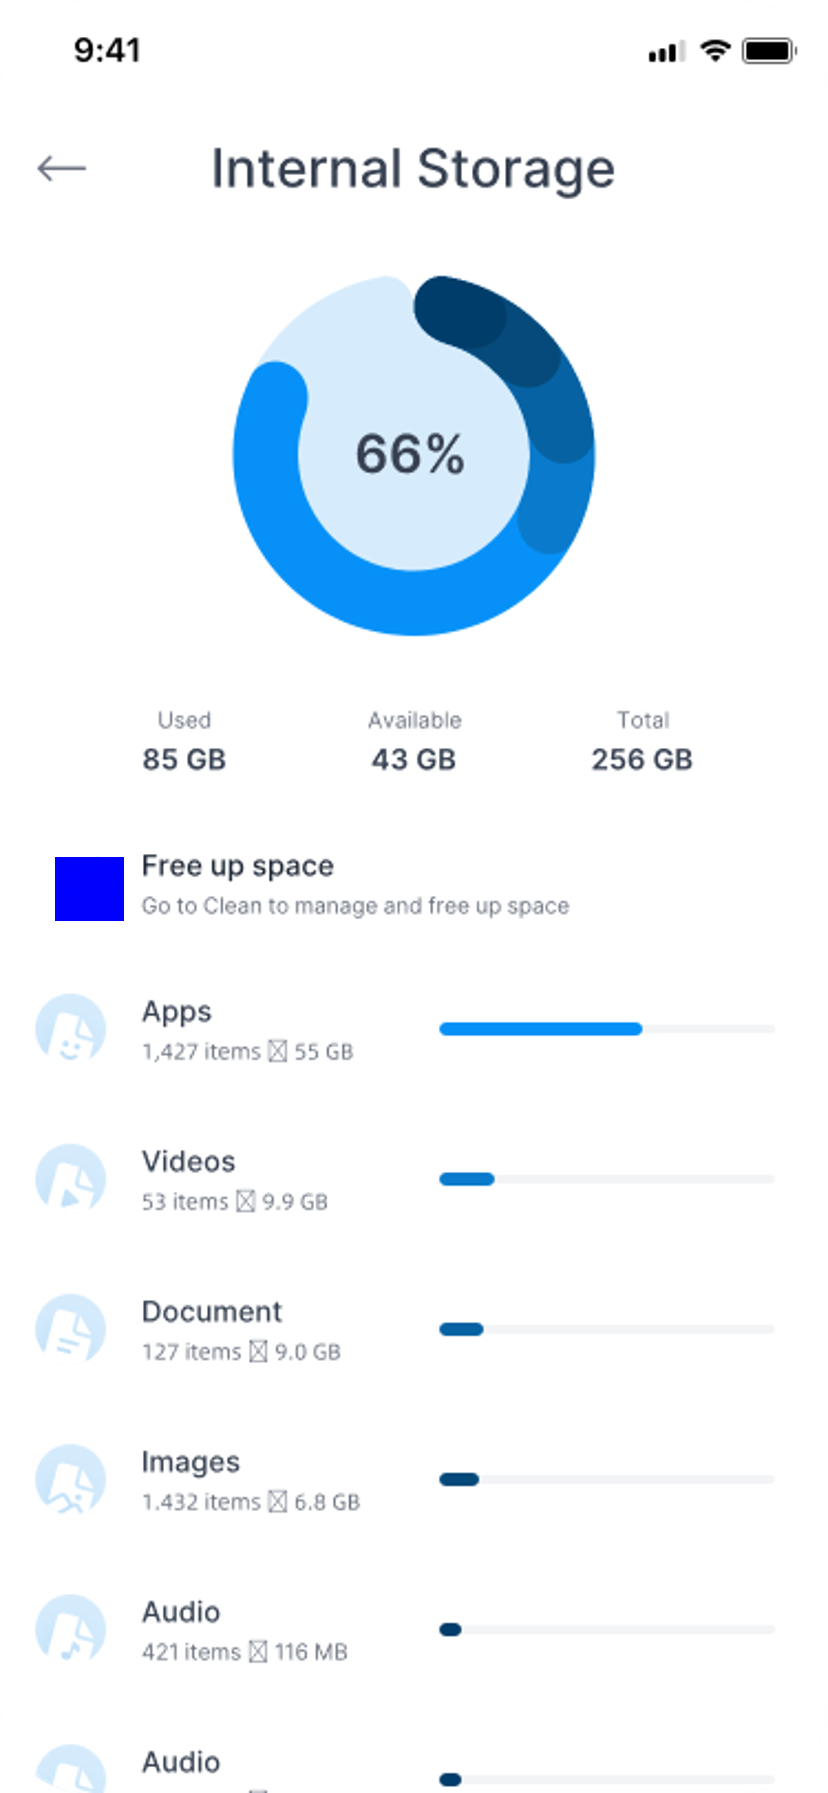 9:41
Internal Storage
66%
Used Available Total
85 GB 43 GB 256 GB
Free up space
Go to Clean to manage and free up space
Apps
1,427 items 55 GB
Videos
53 items 9.9 GB
Document
127 items 9.0 GB
Images
1.432 items 6.8 GB
Audio
421 items 116 MB
Audio